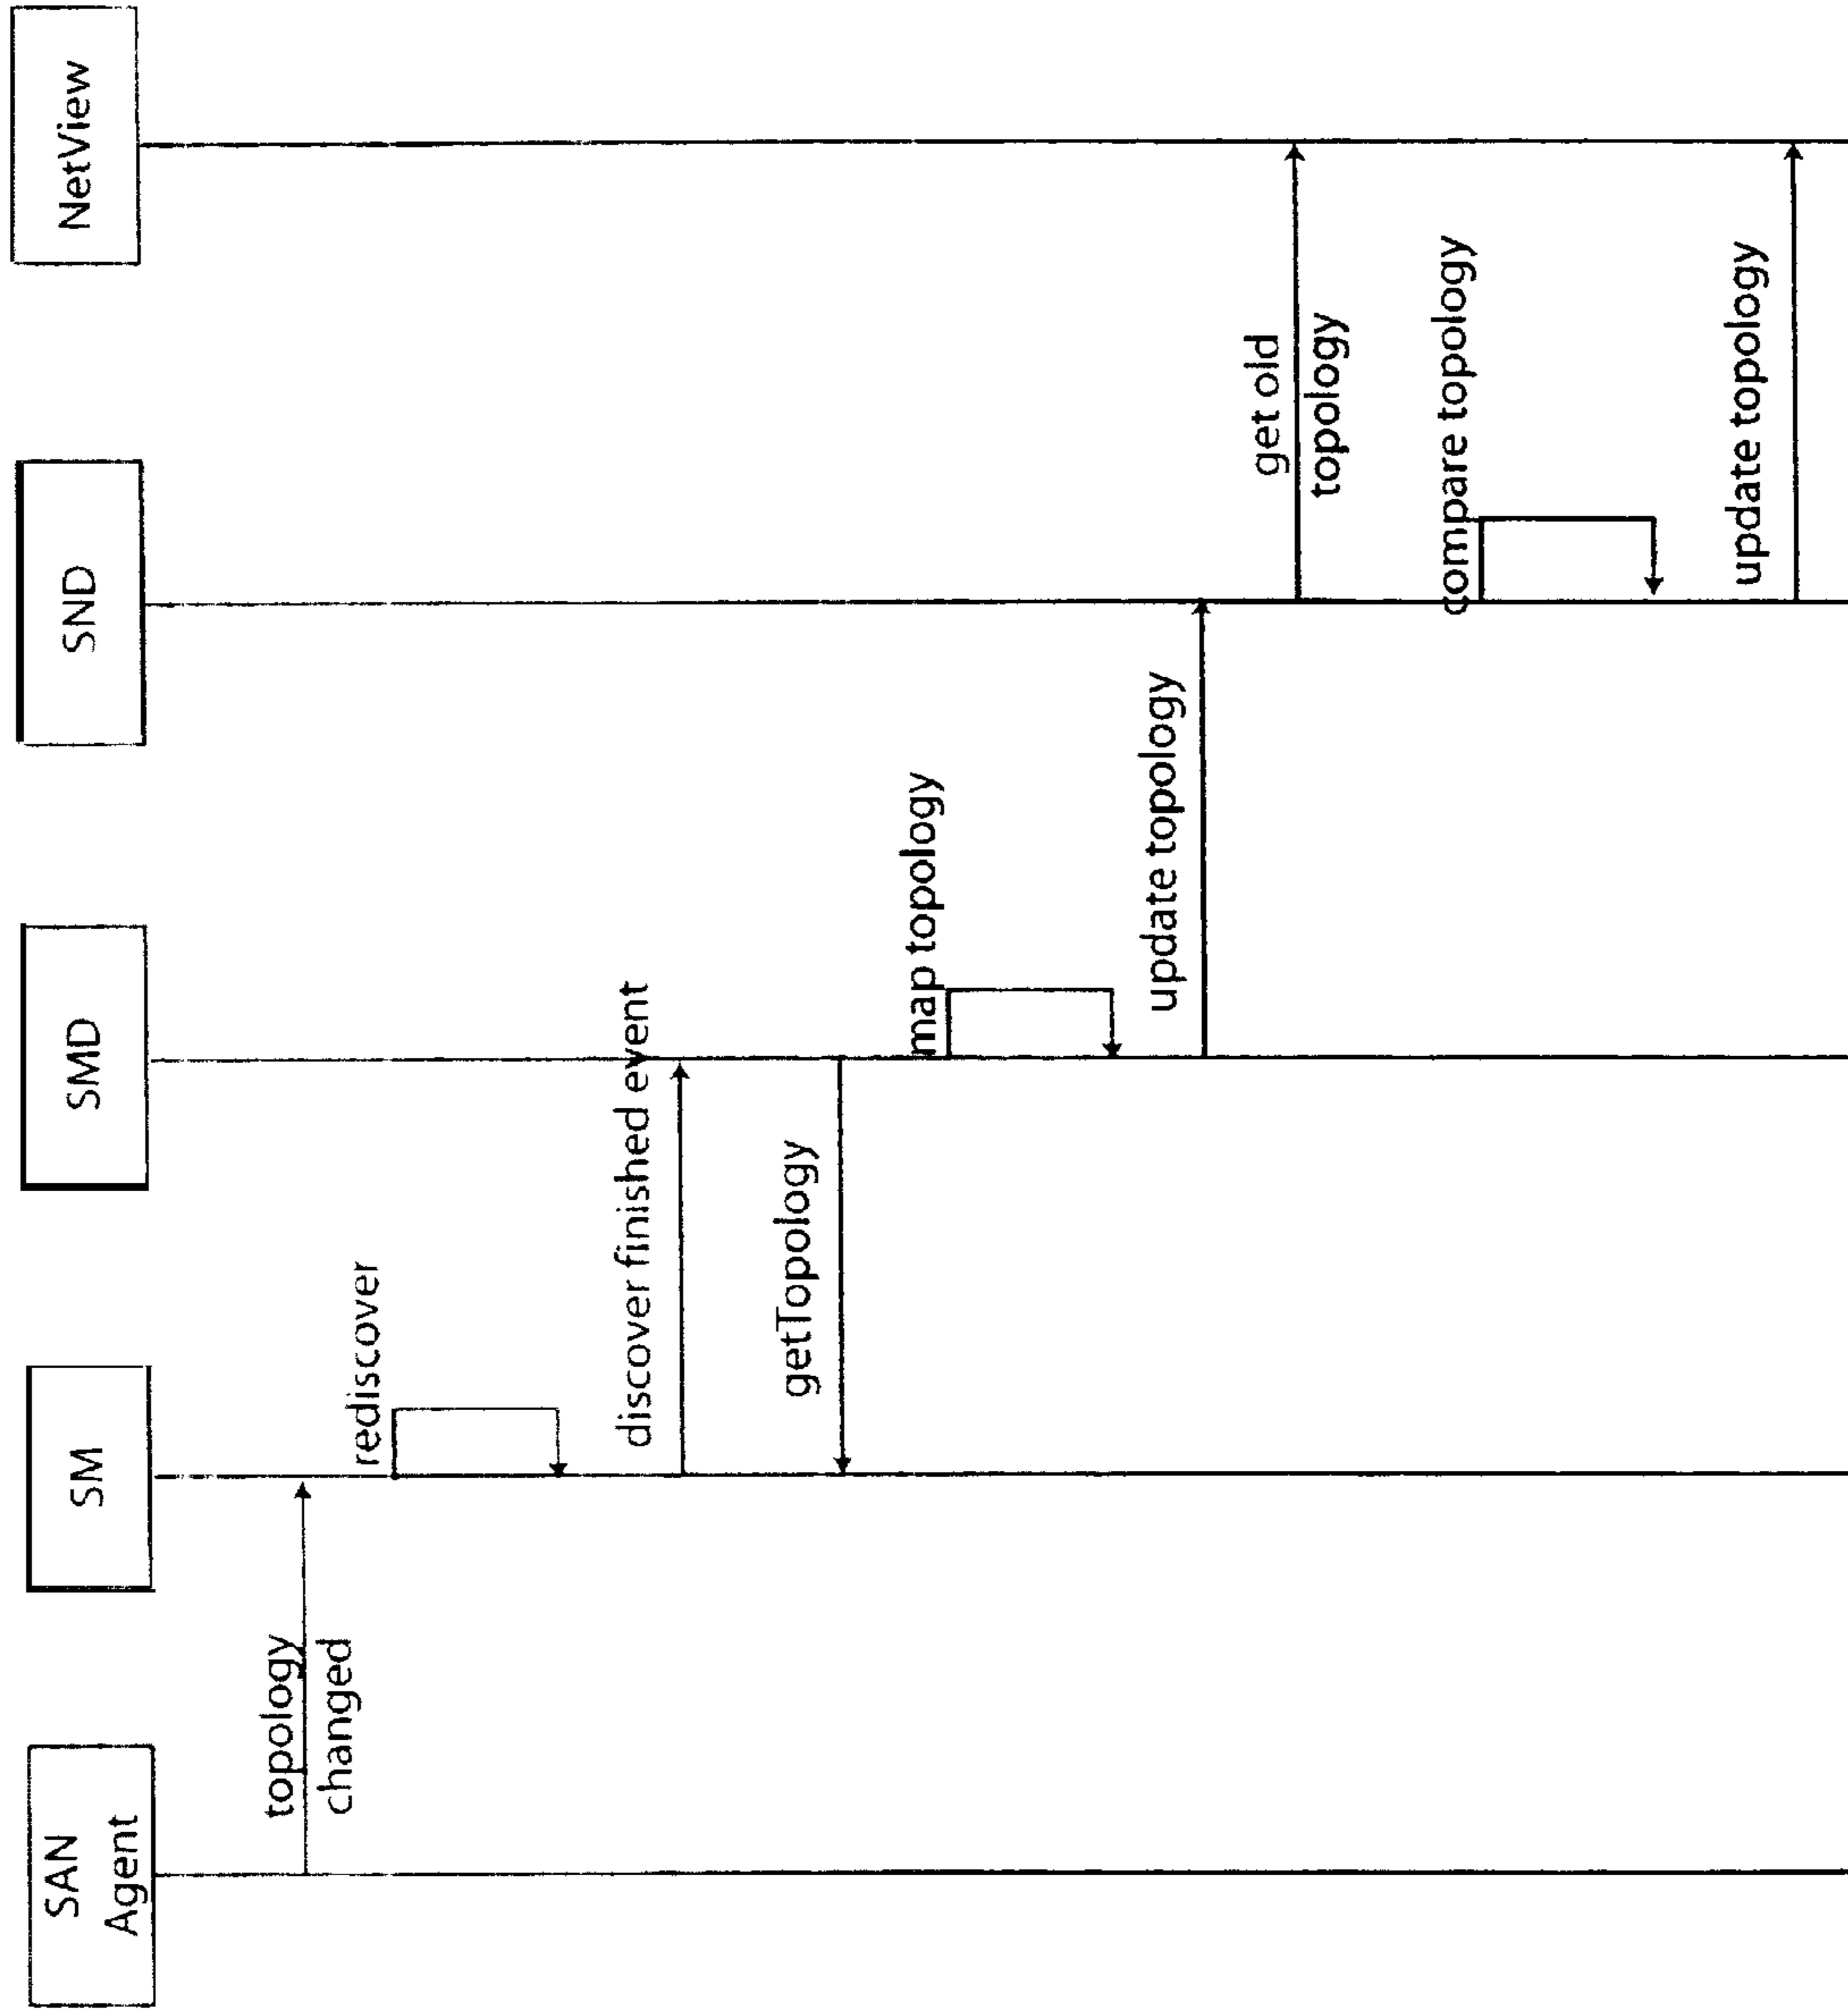 SAN
Agent
SM
SMD
SND
NetView
topology
changed
rediscover
discover finished event
getTopology
map topology
update topology
get old
topology
compare topology
update topology